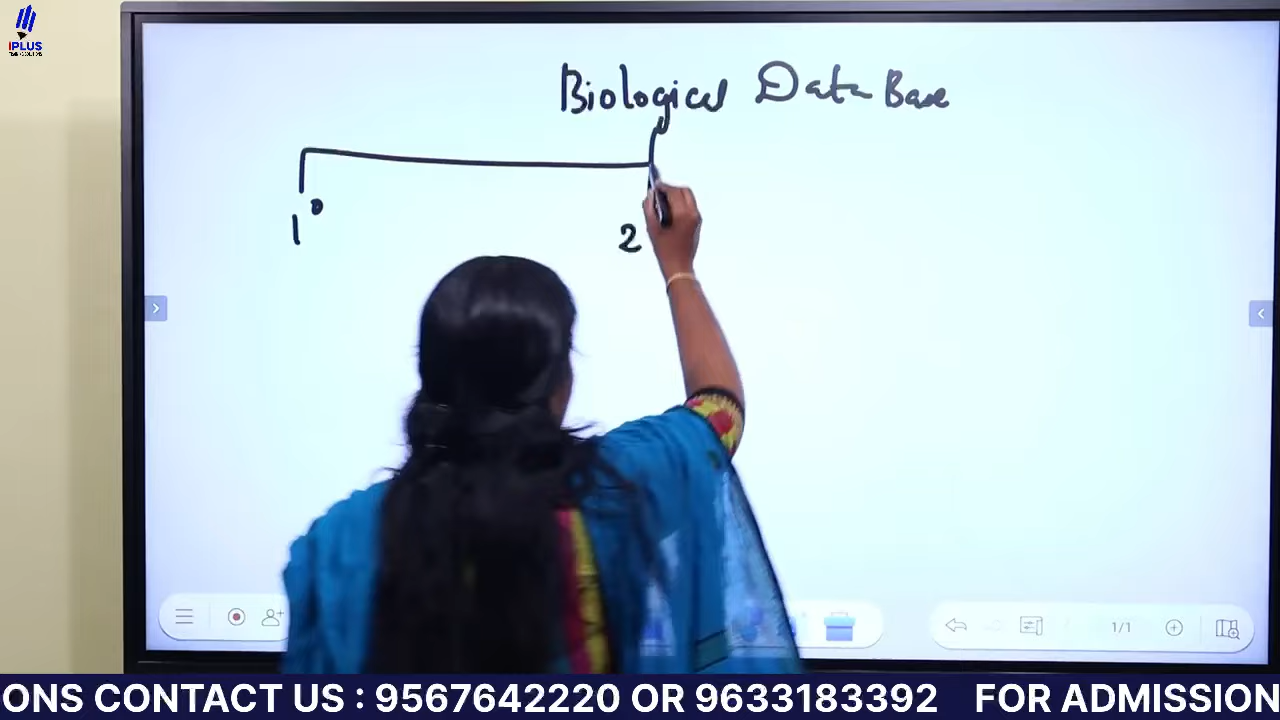 IPLUS
Biological Data Base
1° 2
1/1
ONS CONTACT US : 9567642220 OR 9633183392 FOR ADMISSION